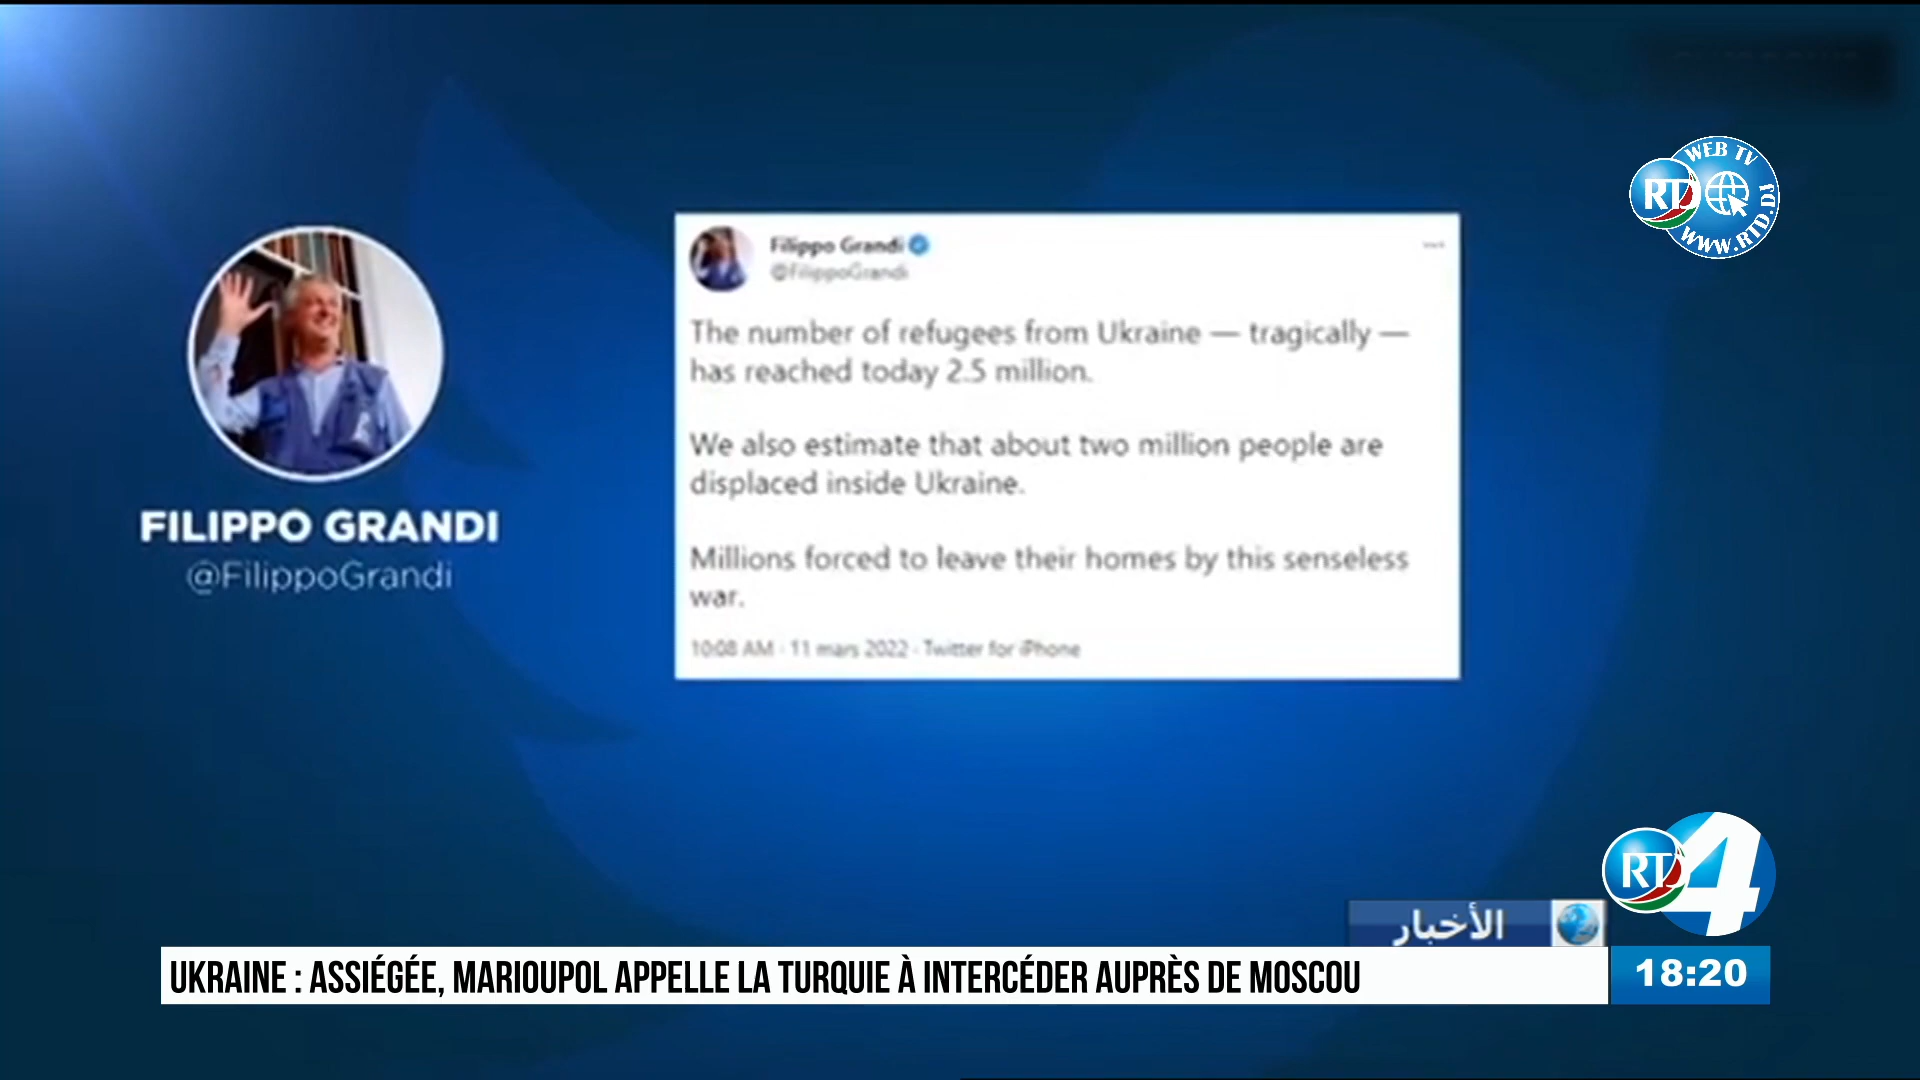 WEB TV
RTD
WWW.RTD.DJ
Filippo Grandi
@FilippoGrandi
The number of refugees from Ukraine — tragically —
has reached today 2.5 million.
We also estimate that about two million people are
displaced inside Ukraine.
Millions forced to leave their homes by this senseless
war.
10:08 AM · 11 mars 2022 · Twitter for iPhone
FILIPPO GRANDI
@FilippoGrandi
RTD 4
الأخبار
UKRAINE : ASSIÉGÉE, MARIOUPOL APPELLE LA TURQUIE À INTERCÉDER AUPRÈS DE MOSCOU
18:20